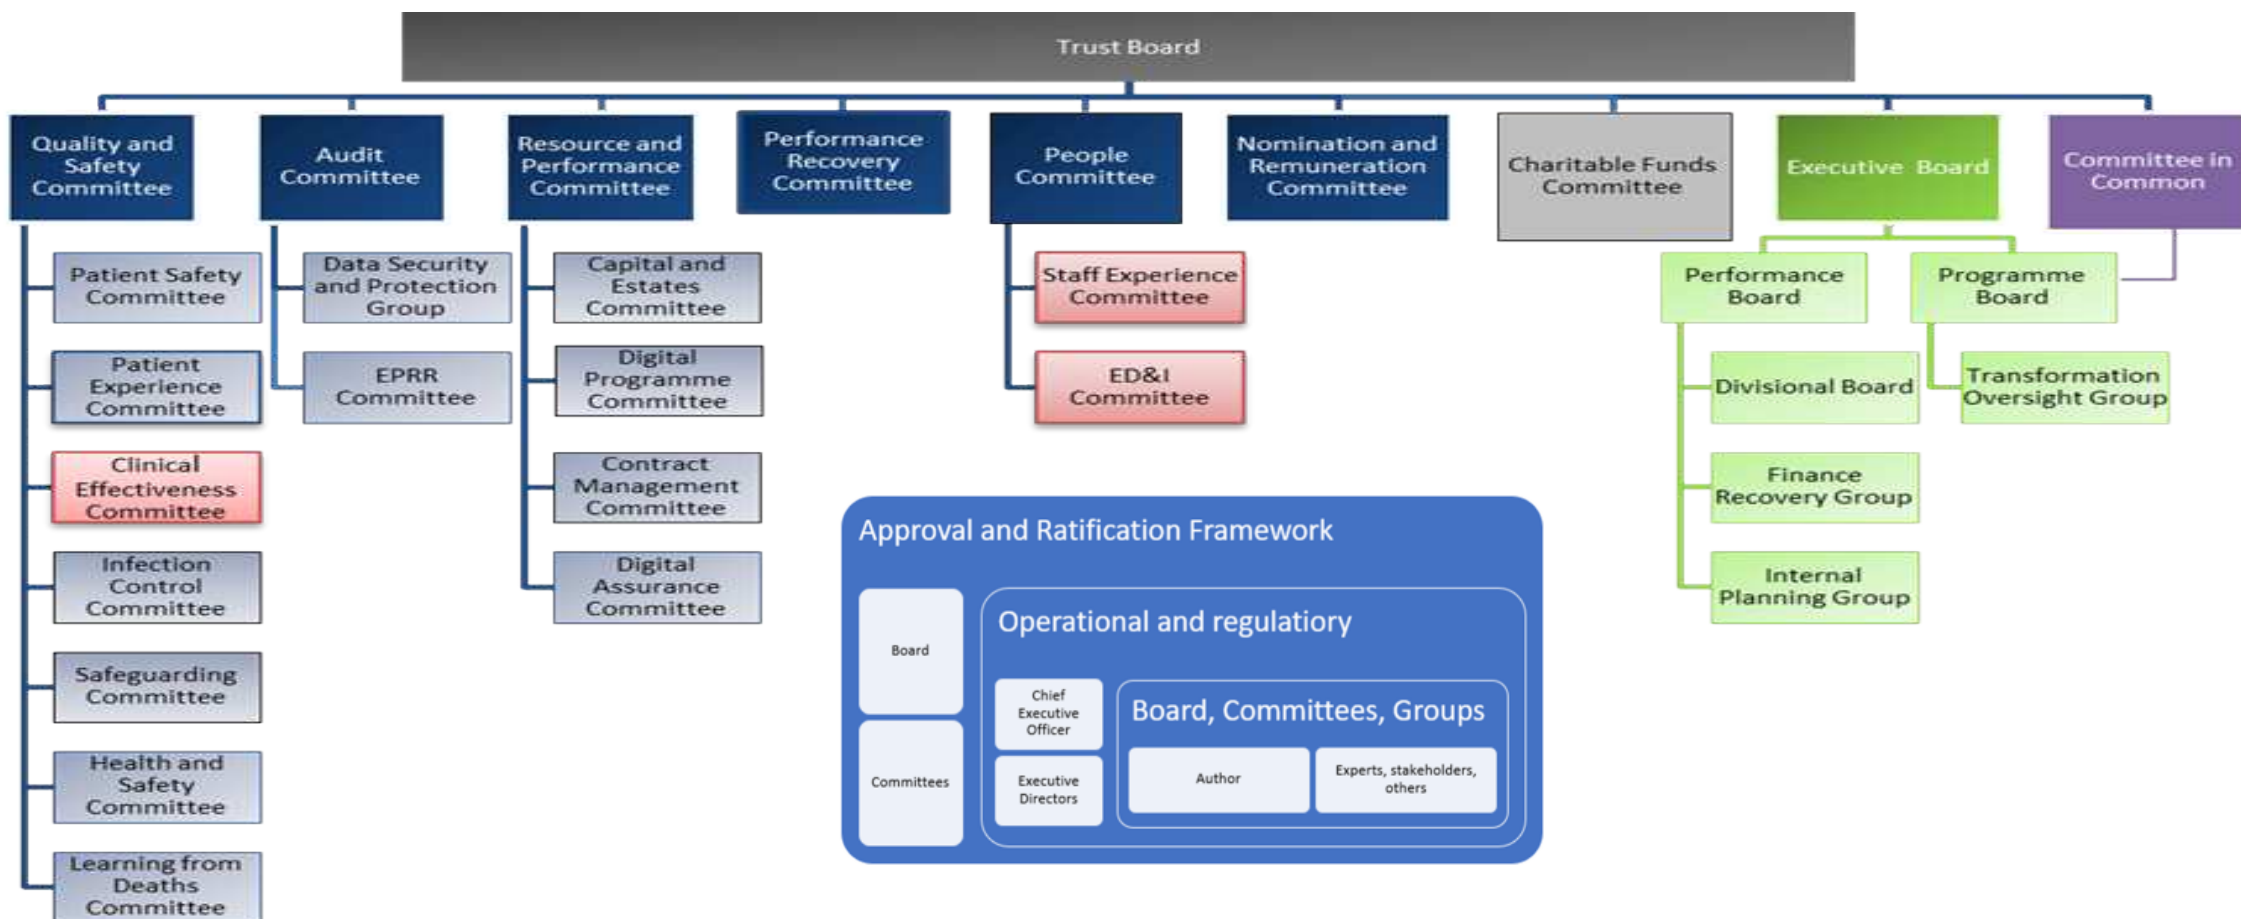 Trust Board
Quality and
Safety
Committee
Audit
Committee
Resource and
Performance
Committee
Performance
Recovery
Committee
People
Committee
Nomination and
Remuneration
Committee
Charitable Funds
Committee
Executive Board
Committee in
Common
Patient Safety
Committee
Patient
Experience
Committee
Clinical
Effectiveness
Committee
Infection
Control
Committee
Safeguarding
Committee
Health and
Safety
Committee
Learning from
Deaths
Committee
Data Security
and Protection
Group
EPRR
Committee
Capital and
Estates
Committee
Digital
Programme
Committee
Contract
Management
Committee
Digital
Assurance
Committee
Staff Experience
Committee
ED&I
Committee
Performance
Board
Divisional Board
Finance
Recovery Group
Internal
Planning Group
Programme
Board
Transformation
Oversight Group
Approval and Ratification Framework
Board
Committees
Operational and regulatiory
Chief
Executive
Officer
Executive
Directors
Board, Committees, Groups
Author
Experts, stakeholders,
others